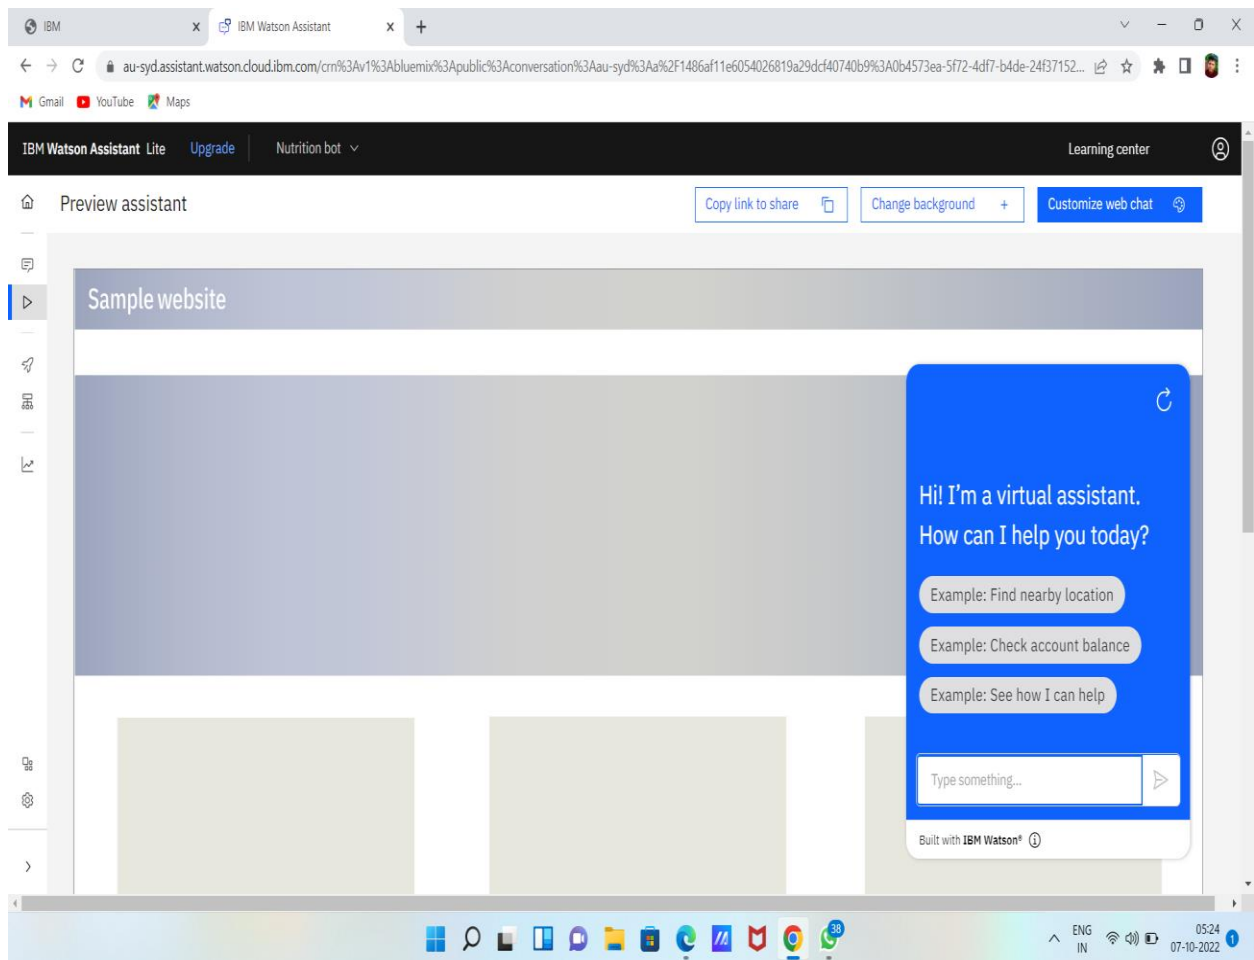 IBM
IBM Watson Assistant
au-syd.assistant.watson.cloud.ibm.com/crn%3Av1%3Abluemix%3Apublic%3Aconversation%3Aau-syd%3Aa%2F1486af11e6054026819a29dcf40740b9%3A0b4573ea-5f72-4df7-b4de-24f37152...
Gmail YouTube Maps
IBM Watson Assistant Lite Upgrade Nutrition bot Learning center
Preview assistant Copy link to share Change background + Customize web chat
Sample website
Hi! I'm a virtual assistant.
How can I help you today?
Example: Find nearby location
Example: Check account balance
Example: See how I can help
Type something...
Built with IBM Watson®
38
ENG
IN
05:24
07-10-2022
1